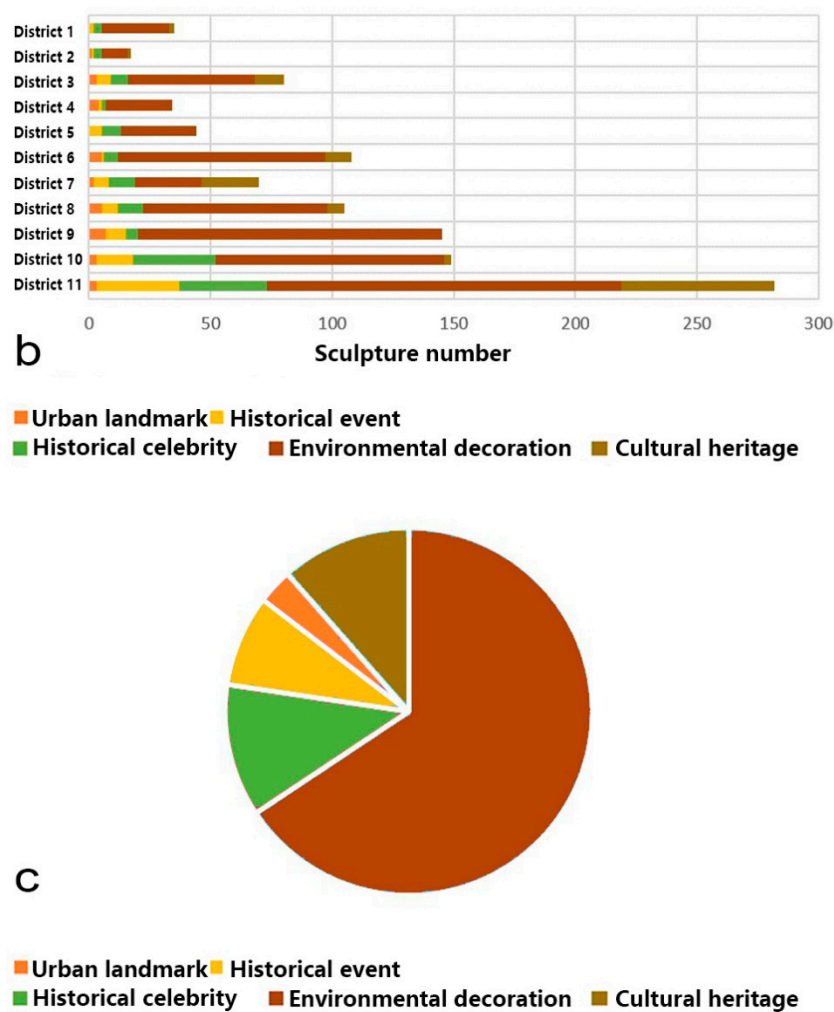 District 1
District 2
District 3
District 4
District 5
District 6
District 7
District 8
District 9
District 10
District 11
0 50 100 150 200 250 300
b Sculpture number
Urban landmark Historical event
Historical celebrity Environmental decoration Cultural heritage
c
Urban landmark Historical event
Historical celebrity Environmental decoration Cultural heritage